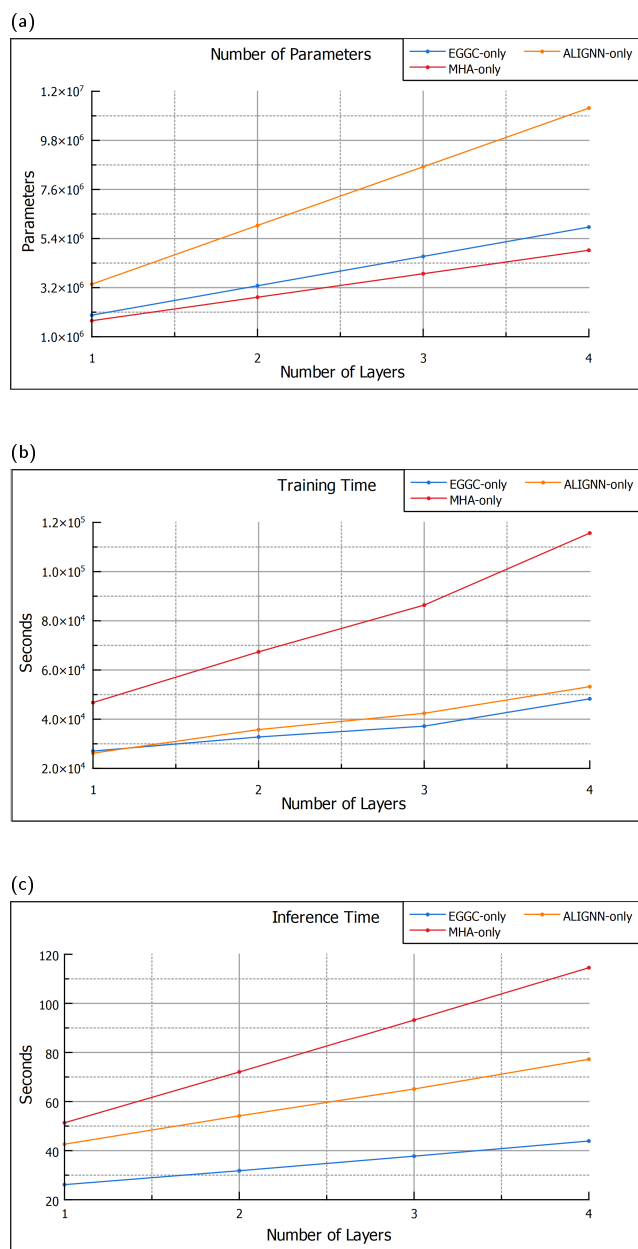 (a)
Number of Parameters
EGGC-only
ALIGNN-only
MHA-only
1.2×10⁷
9.8×10⁶
7.6×10⁶
5.4×10⁶
3.2×10⁶
1.0×10⁶
Parameters
1 2 3 4
Number of Layers
(b)
Training Time
EGGC-only
ALIGNN-only
MHA-only
1.2×10⁵
1.0×10⁵
8.0×10⁴
6.0×10⁴
4.0×10⁴
2.0×10⁴
Seconds
1 2 3 4
Number of Layers
(c)
Inference Time
EGGC-only
ALIGNN-only
MHA-only
120
100
80
60
40
20
Seconds
1 2 3 4
Number of Layers